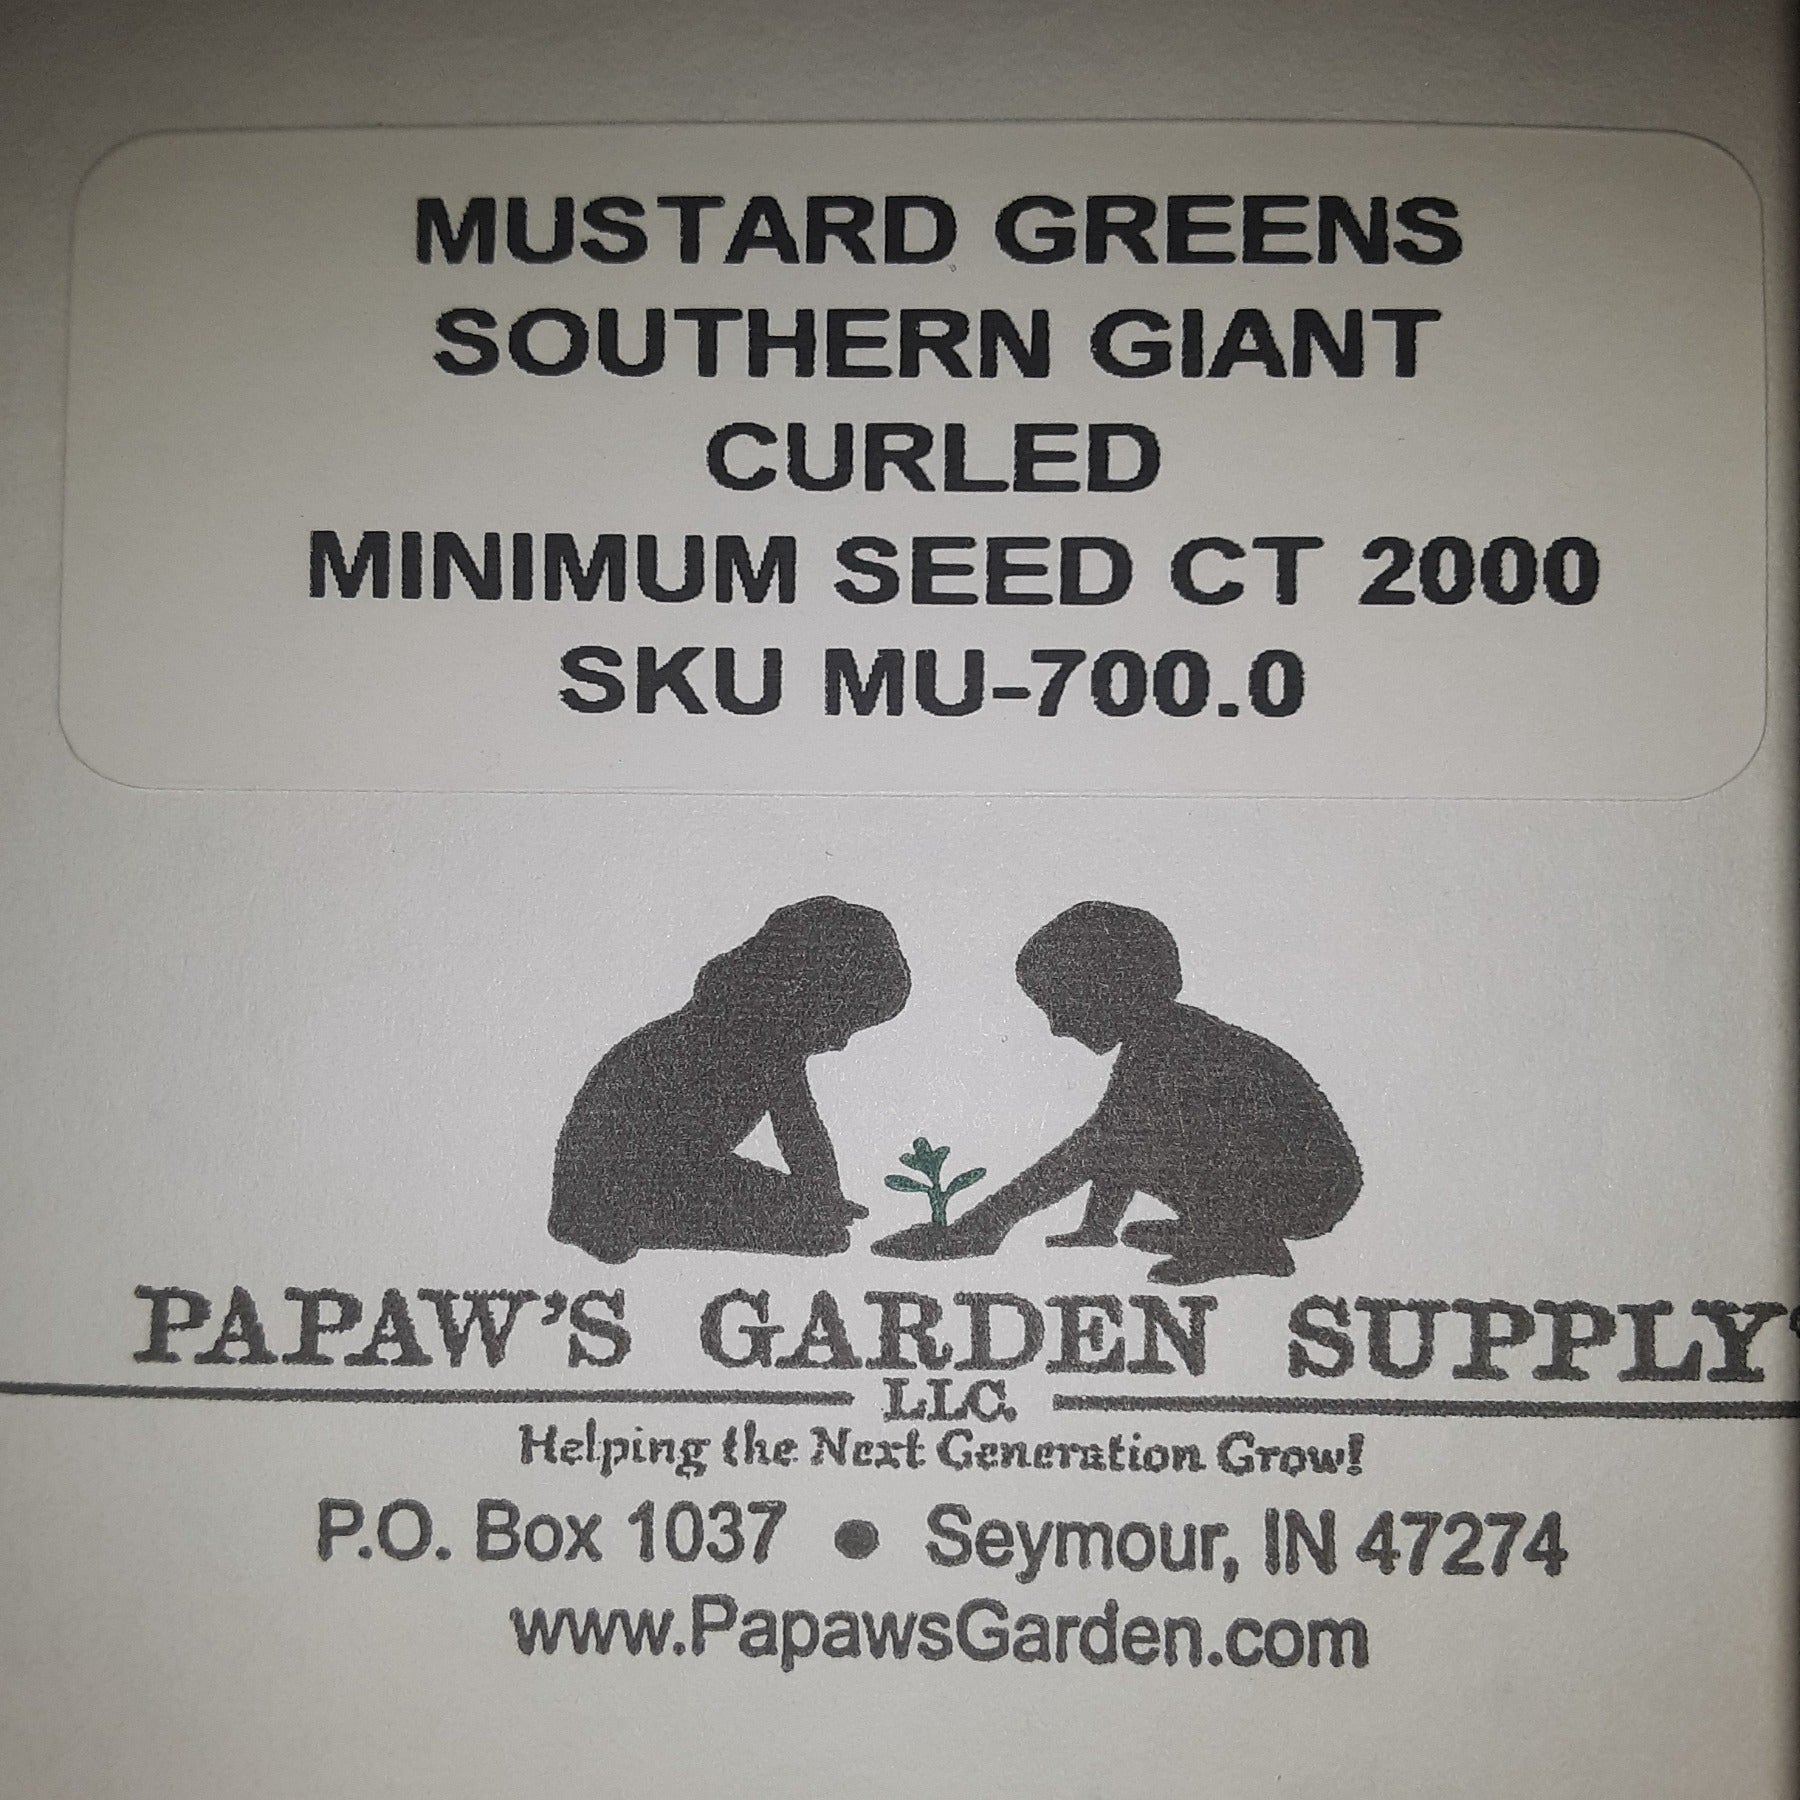 MUSTARD GREENS
SOUTHERN GIANT
CURLED
MINIMUM SEED CT 2000
SKU MU-700.0
PAPAW'S GARDEN SUPPLY
LLC.
Helping the Next Generation Grow!
P.O. Box 1037 ● Seymour, IN 47274
www.PapawsGarden.com